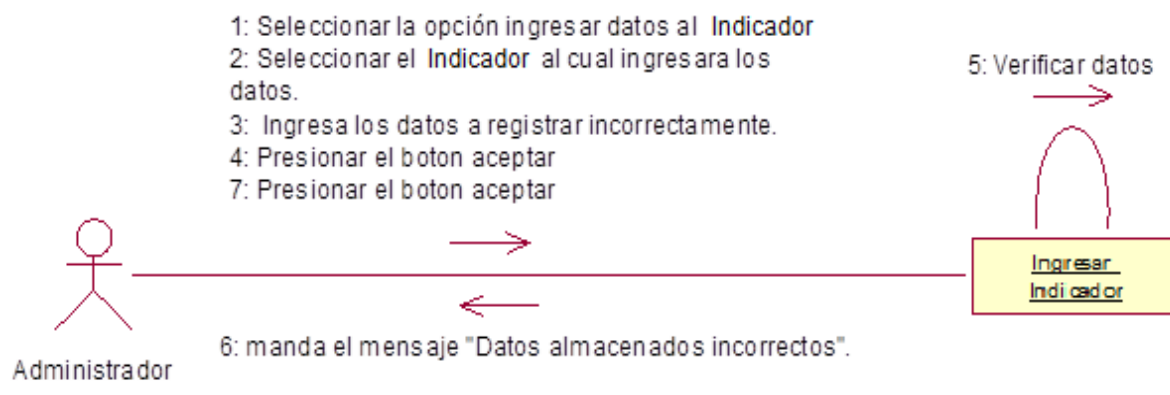 1: Seleccionar la opción ingresar datos al Indicador
2: Seleccionar el Indicador al cual ingresara los
datos.
3: Ingresa los datos a registrar incorrectamente.
4: Presionar el boton aceptar
7: Presionar el boton aceptar
5: Verificar datos
Ingresar
Indicador
6: manda el mensaje "Datos almacenados incorrectos".
Administrador